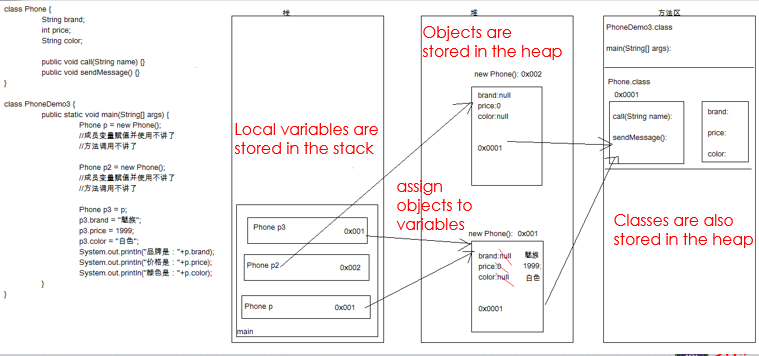 class Phone {
String brand;
int price;
String color;
public void call(String name) {}
public void sendMessage() {}
}
class PhoneDemo3 {
public static void main(String[] args) {
Phone p = new Phone();
//成员变量赋值并使用不讲了
//方法调用不讲了
Phone p2 = new Phone();
//成员变量赋值并使用不讲了
//方法调用不讲了
Phone p3 = p;
p3.brand = "魅族";
p3.price = 1999;
p3.color = "白色";
System.out.println("品牌是："+p.brand);
System.out.println("价格是："+p.price);
System.out.println("颜色是："+p.color);
}
}
栈
Local variables are
stored in the stack
Phone p3 0x001
Phone p2 0x002
Phone p 0x001
main
堆
Objects are
stored in the heap
new Phone(): 0x002
brand:null
price:0
color:null
0x0001
assign
objects to
variables
new Phone(): 0x001
brand:null 魅族
price:0 1999
color:null 白色
0x0001
方法区
PhoneDemo3.class
main(String[] args):
Phone.class
0x0001
call(String name):
sendMessage():
brand:
price:
color:
Classes are also
stored in the heap